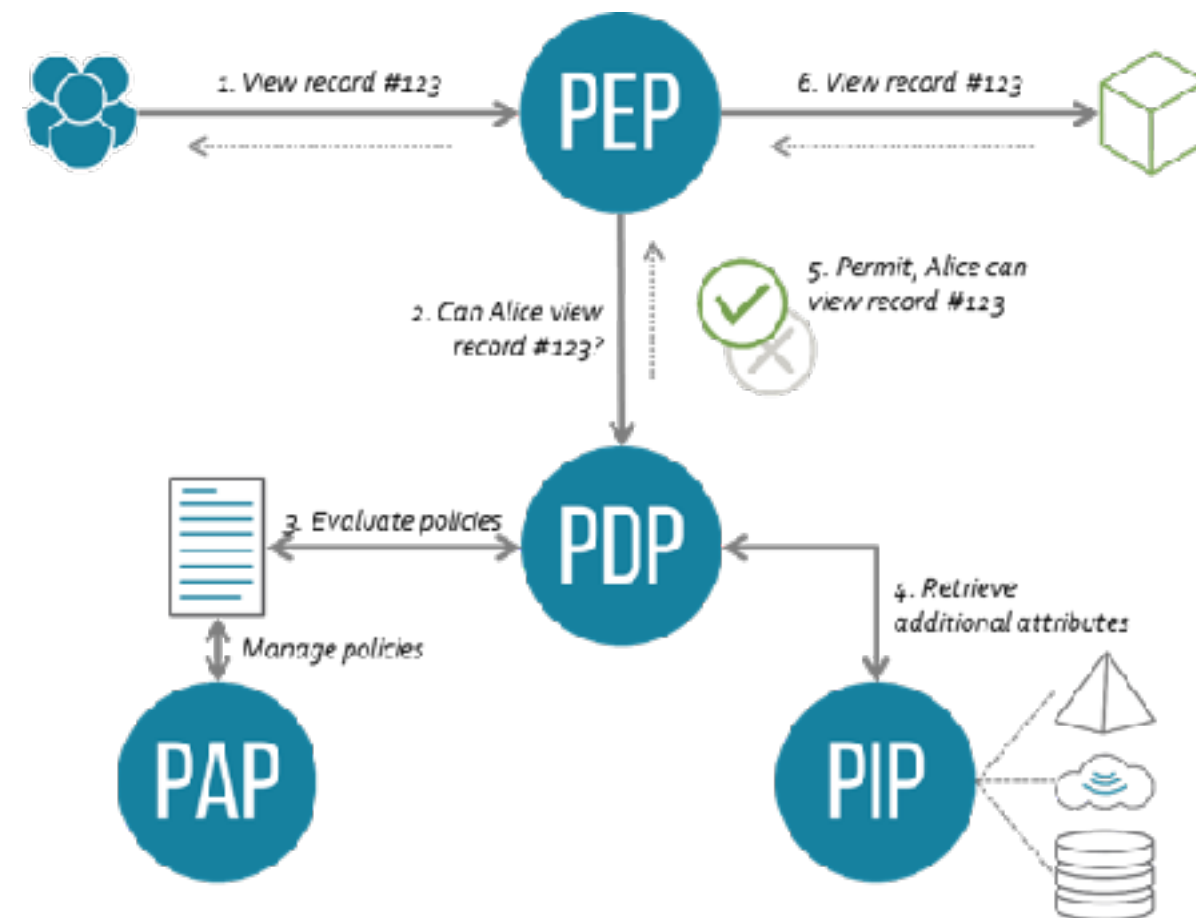 1. View record #123
PEP
6. View record #123
2. Can Alice view
record #123?
5. Permit, Alice can
view record #123
3. Evaluate policies
PDP
4. Retrieve
additional attributes
Manage policies
PAP
PIP